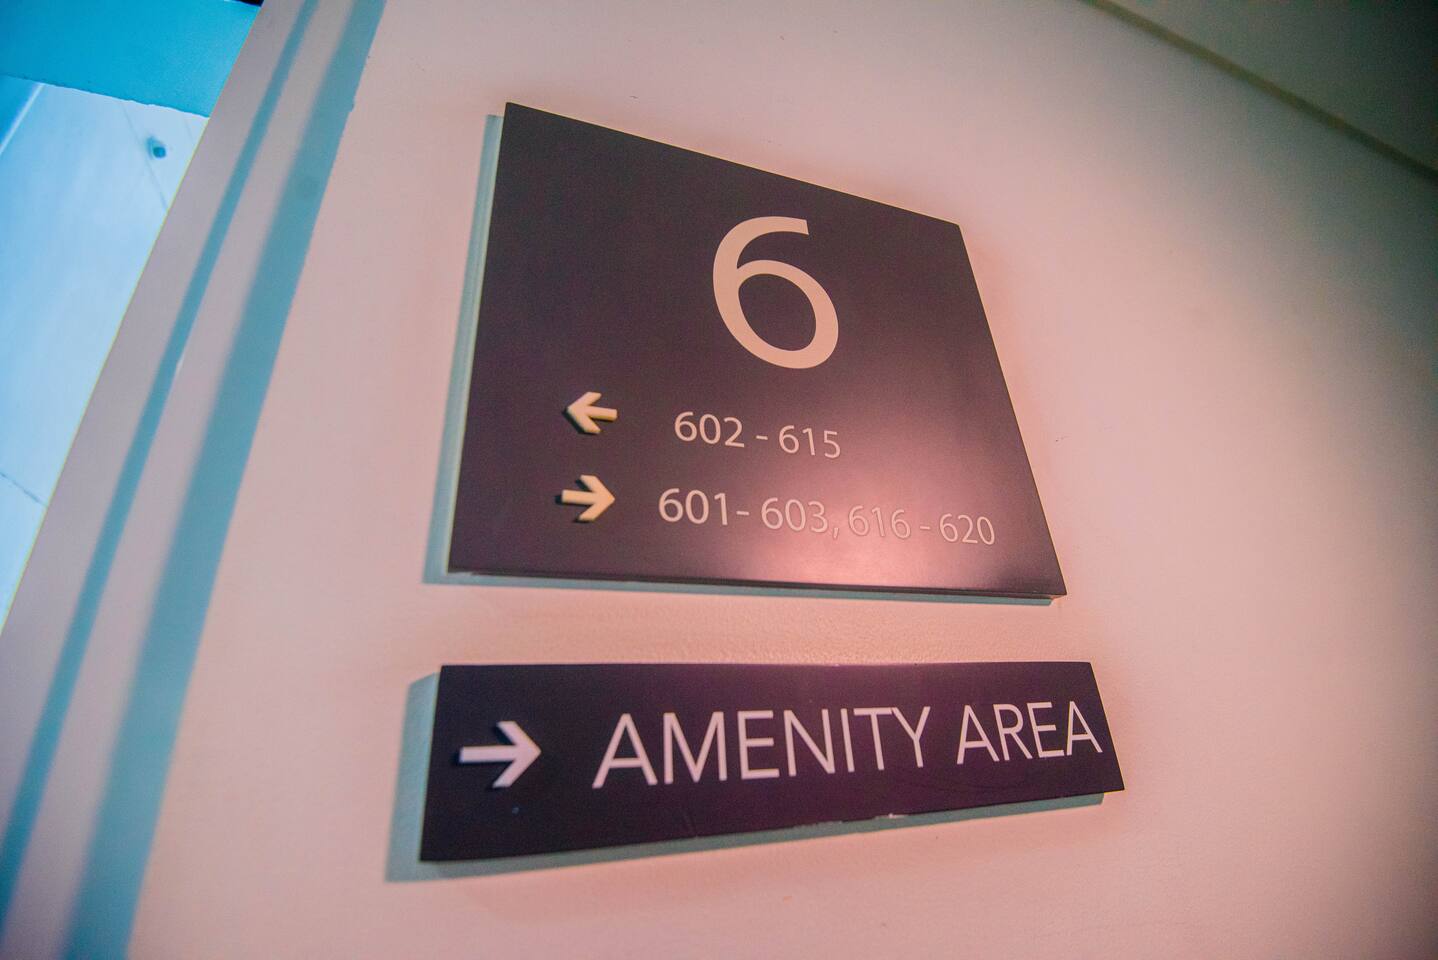 6
← 602 - 615
→ 601- 603, 616 - 620
→ AMENITY AREA